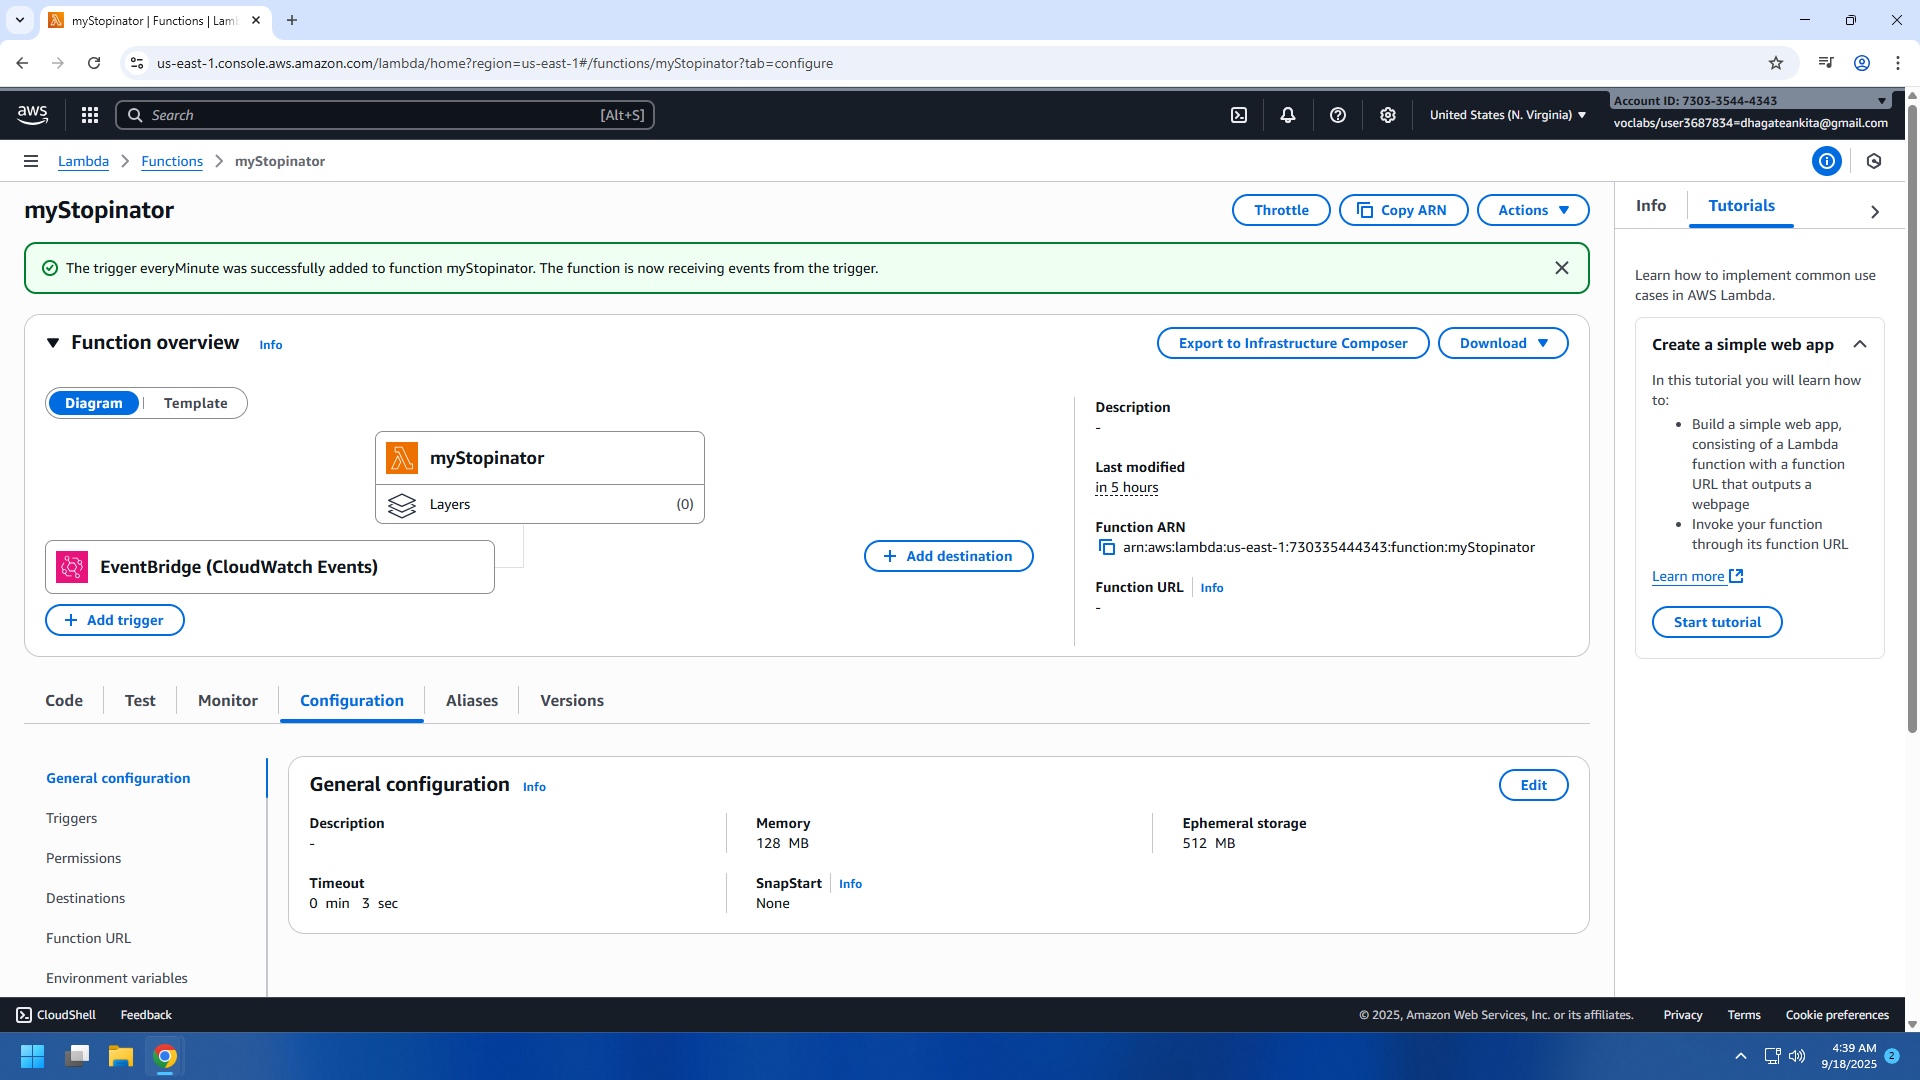 myStopinator | Functions | Lam
us-east-1.console.aws.amazon.com/lambda/home?region=us-east-1#/functions/myStopinator?tab=configure
aws
Search
[Alt+S]
United States (N. Virginia)
Account ID: 7303-3544-4343
voclabs/user3687834=dhagateankita@gmail.com
Lambda
Functions
myStopinator
myStopinator
Throttle
Copy ARN
Actions
Info
Tutorials
The trigger everyMinute was successfully added to function myStopinator. The function is now receiving events from the trigger.
Learn how to implement common use
cases in AWS Lambda.
Function overview
Info
Export to Infrastructure Composer
Download
Create a simple web app
In this tutorial you will learn how
to:
• Build a simple web app,
consisting of a Lambda
function with a function
URL that outputs a
webpage
• Invoke your function
through its function URL
Learn more
Start tutorial
Diagram
Template
myStopinator
Layers
(0)
EventBridge (CloudWatch Events)
+ Add trigger
+ Add destination
Description
-
Last modified
in 5 hours
Function ARN
arn:aws:lambda:us-east-1:730335444343:function:myStopinator
Function URL
Info
-
Code
Test
Monitor
Configuration
Aliases
Versions
General configuration
Triggers
Permissions
Destinations
Function URL
Environment variables
General configuration
Info
Edit
Description
-
Memory
128 MB
Ephemeral storage
512 MB
Timeout
0 min 3 sec
SnapStart
Info
None
CloudShell
Feedback
© 2025, Amazon Web Services, Inc. or its affiliates.
Privacy
Terms
Cookie preferences
4:39 AM
9/18/2025
2